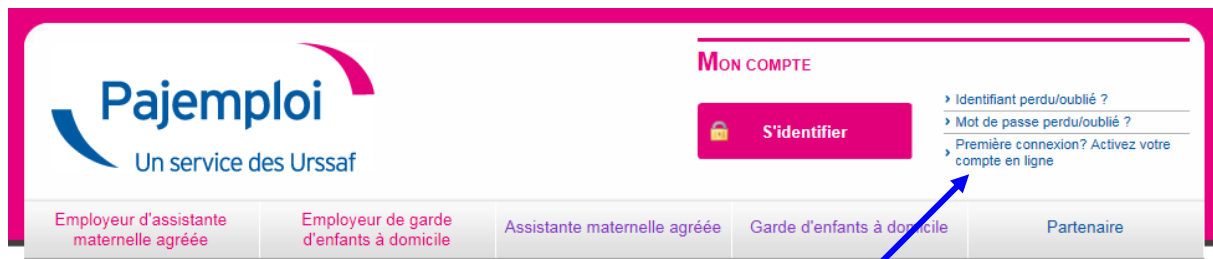 Pajemploi
Un service des Urssaf
MON COMPTE
S'identifier
Identifiant perdu/oublié ?
Mot de passe perdu/oublié ?
Première connexion? Activez votre
compte en ligne
Employeur d'assistante
maternelle agréée
Employeur de garde
d'enfants à domicile
Assistante maternelle agréée
Garde d'enfants à domicile
Partenaire